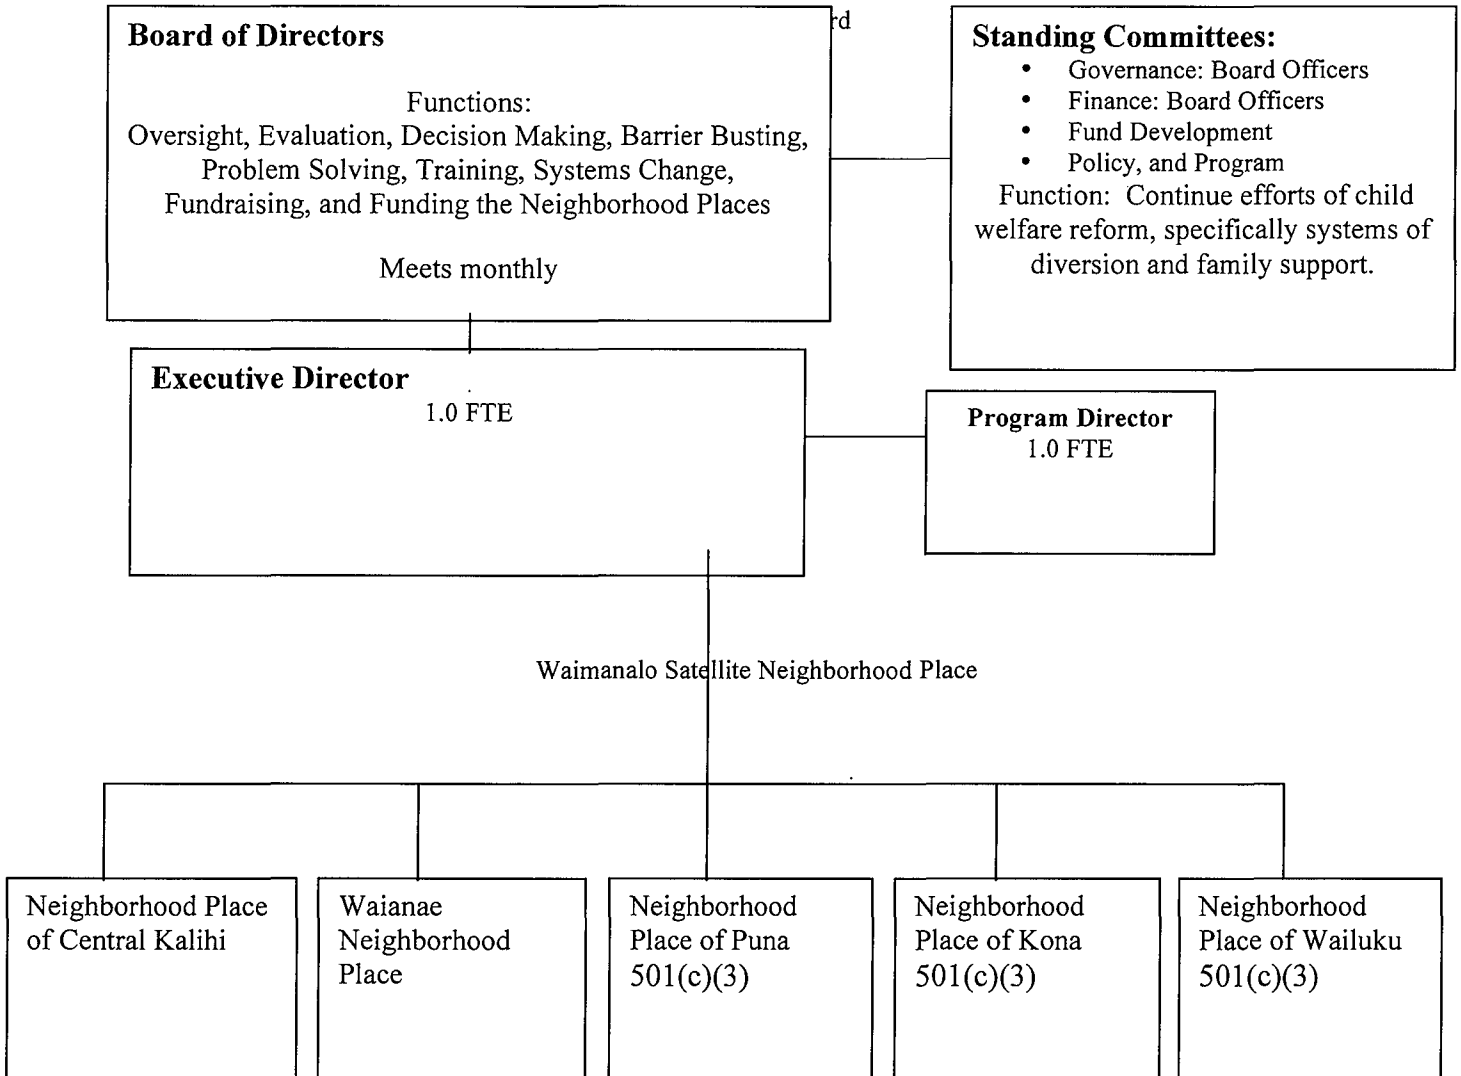 Board of Directors
rd
Functions:
Oversight, Evaluation, Decision Making, Barrier Busting,
Problem Solving, Training, Systems Change,
Fundraising, and Funding the Neighborhood Places
Meets monthly
Standing Committees:
• Governance: Board Officers
• Finance: Board Officers
• Fund Development
• Policy, and Program
Function: Continue efforts of child
welfare reform, specifically systems of
diversion and family support.
Executive Director
1.0 FTE
Program Director
1.0 FTE
Waimanalo Satellite Neighborhood Place
Neighborhood Place
of Central Kalihi
Waianae
Neighborhood
Place
Neighborhood
Place of Puna
501(c)(3)
Neighborhood
Place of Kona
501(c)(3)
Neighborhood
Place of Wailuku
501(c)(3)